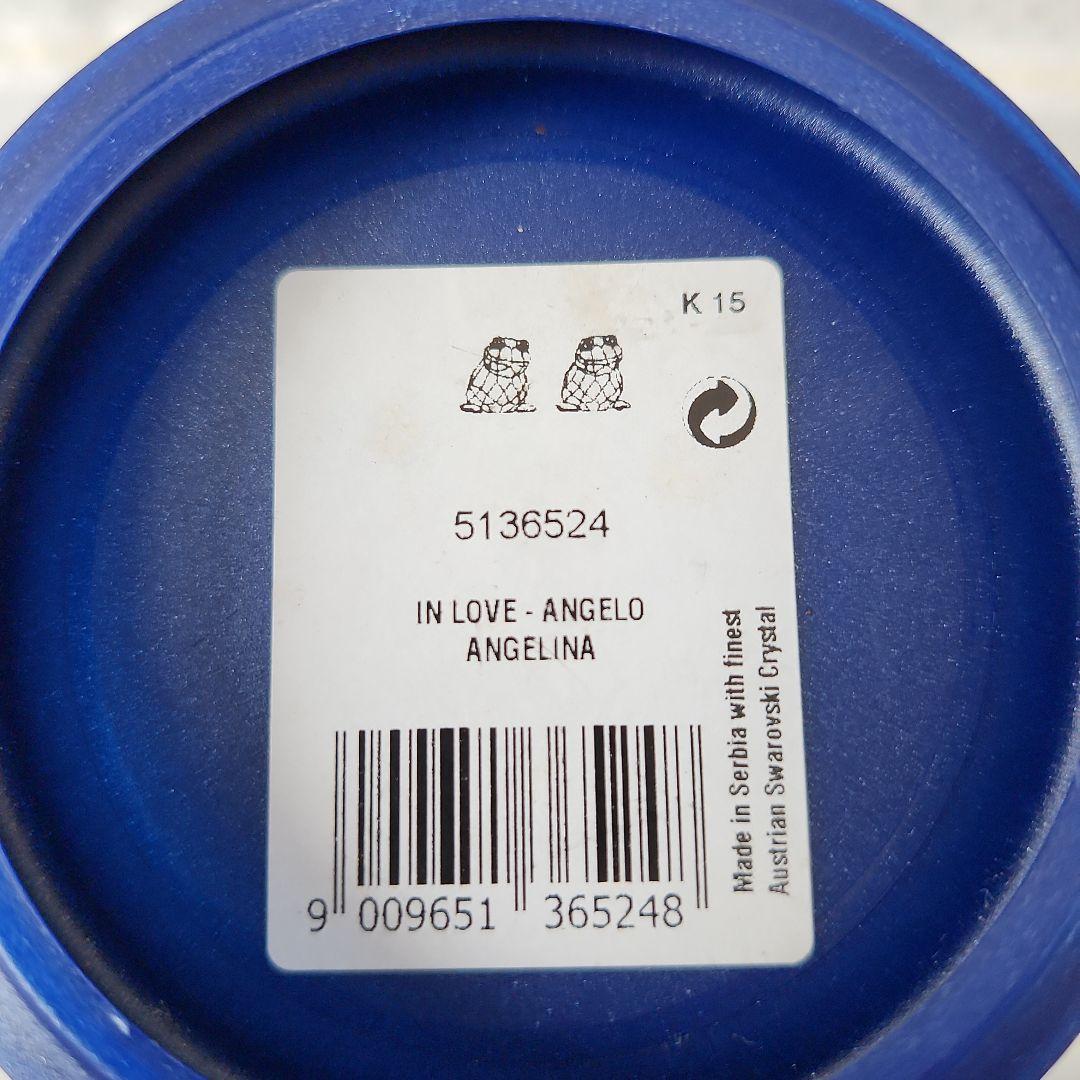 K 15
5136524
IN LOVE - ANGELO
ANGELINA
Made in Serbia with finest
Austrian Swarovski Crystal
9 009651 365248